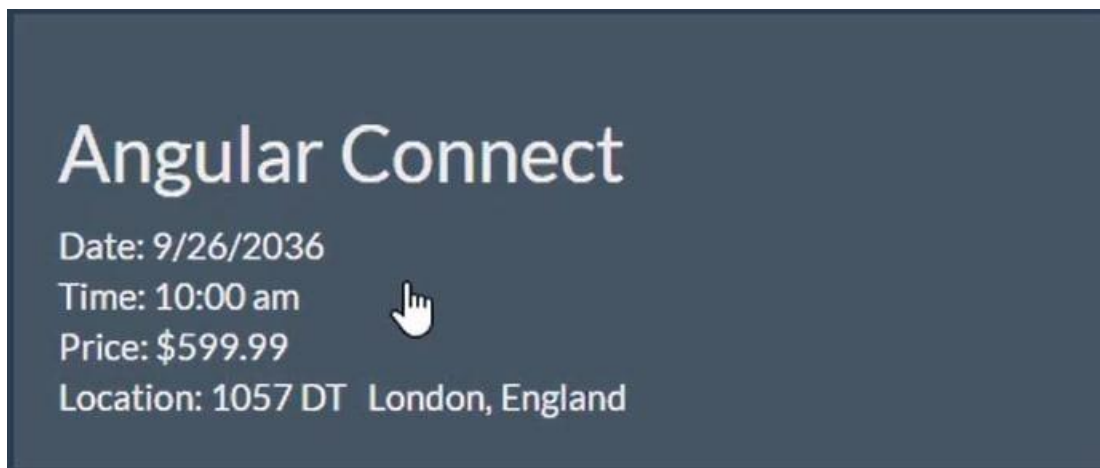 Angular Connect
Date: 9/26/2036
Time: 10:00 am
Price: $599.99
Location: 1057 DT London, England